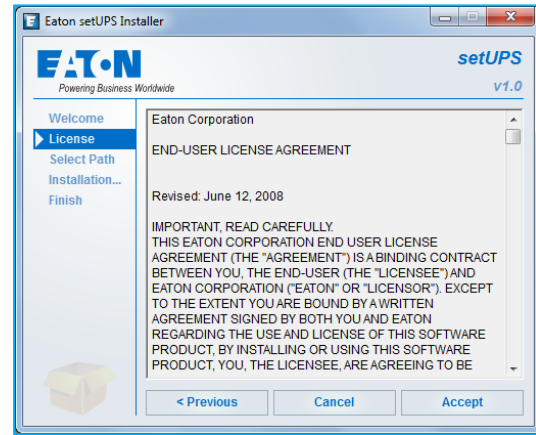 Eaton setUPS Installer
EATON
Powering Business Worldwide
setUPS
v1.0
Welcome
License
Select Path
Installation...
Finish
Eaton Corporation
END-USER LICENSE AGREEMENT
Revised: June 12, 2008
IMPORTANT, READ CAREFULLY.
THIS EATON CORPORATION END USER LICENSE
AGREEMENT (THE "AGREEMENT") IS A BINDING CONTRACT
BETWEEN YOU, THE END-USER (THE "LICENSEE") AND
EATON CORPORATION ("EATON" OR "LICENSOR"). EXCEPT
TO THE EXTENT YOU ARE BOUND BY A WRITTEN
AGREEMENT SIGNED BY BOTH YOU AND EATON
REGARDING THE USE AND LICENSE OF THIS SOFTWARE
PRODUCT, BY INSTALLING OR USING THIS SOFTWARE
PRODUCT, YOU, THE LICENSEE, ARE AGREEING TO BE
< Previous
Cancel
Accept